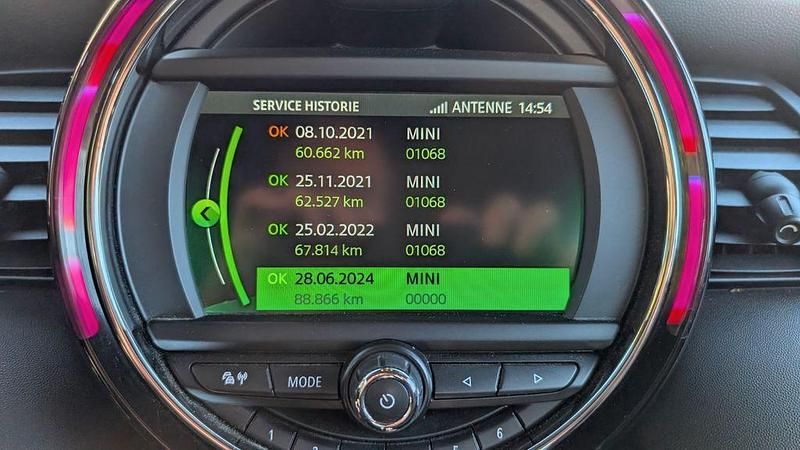 SERVICE HISTORIE ANTENNE 14:54
OK 08.10.2021 MINI
60.662 km 01068
OK 25.11.2021 MINI
62.527 km 01068
OK 25.02.2022 MINI
67.814 km 01068
OK 28.06.2024 MINI
88.866 km 00000
MODE
1 6